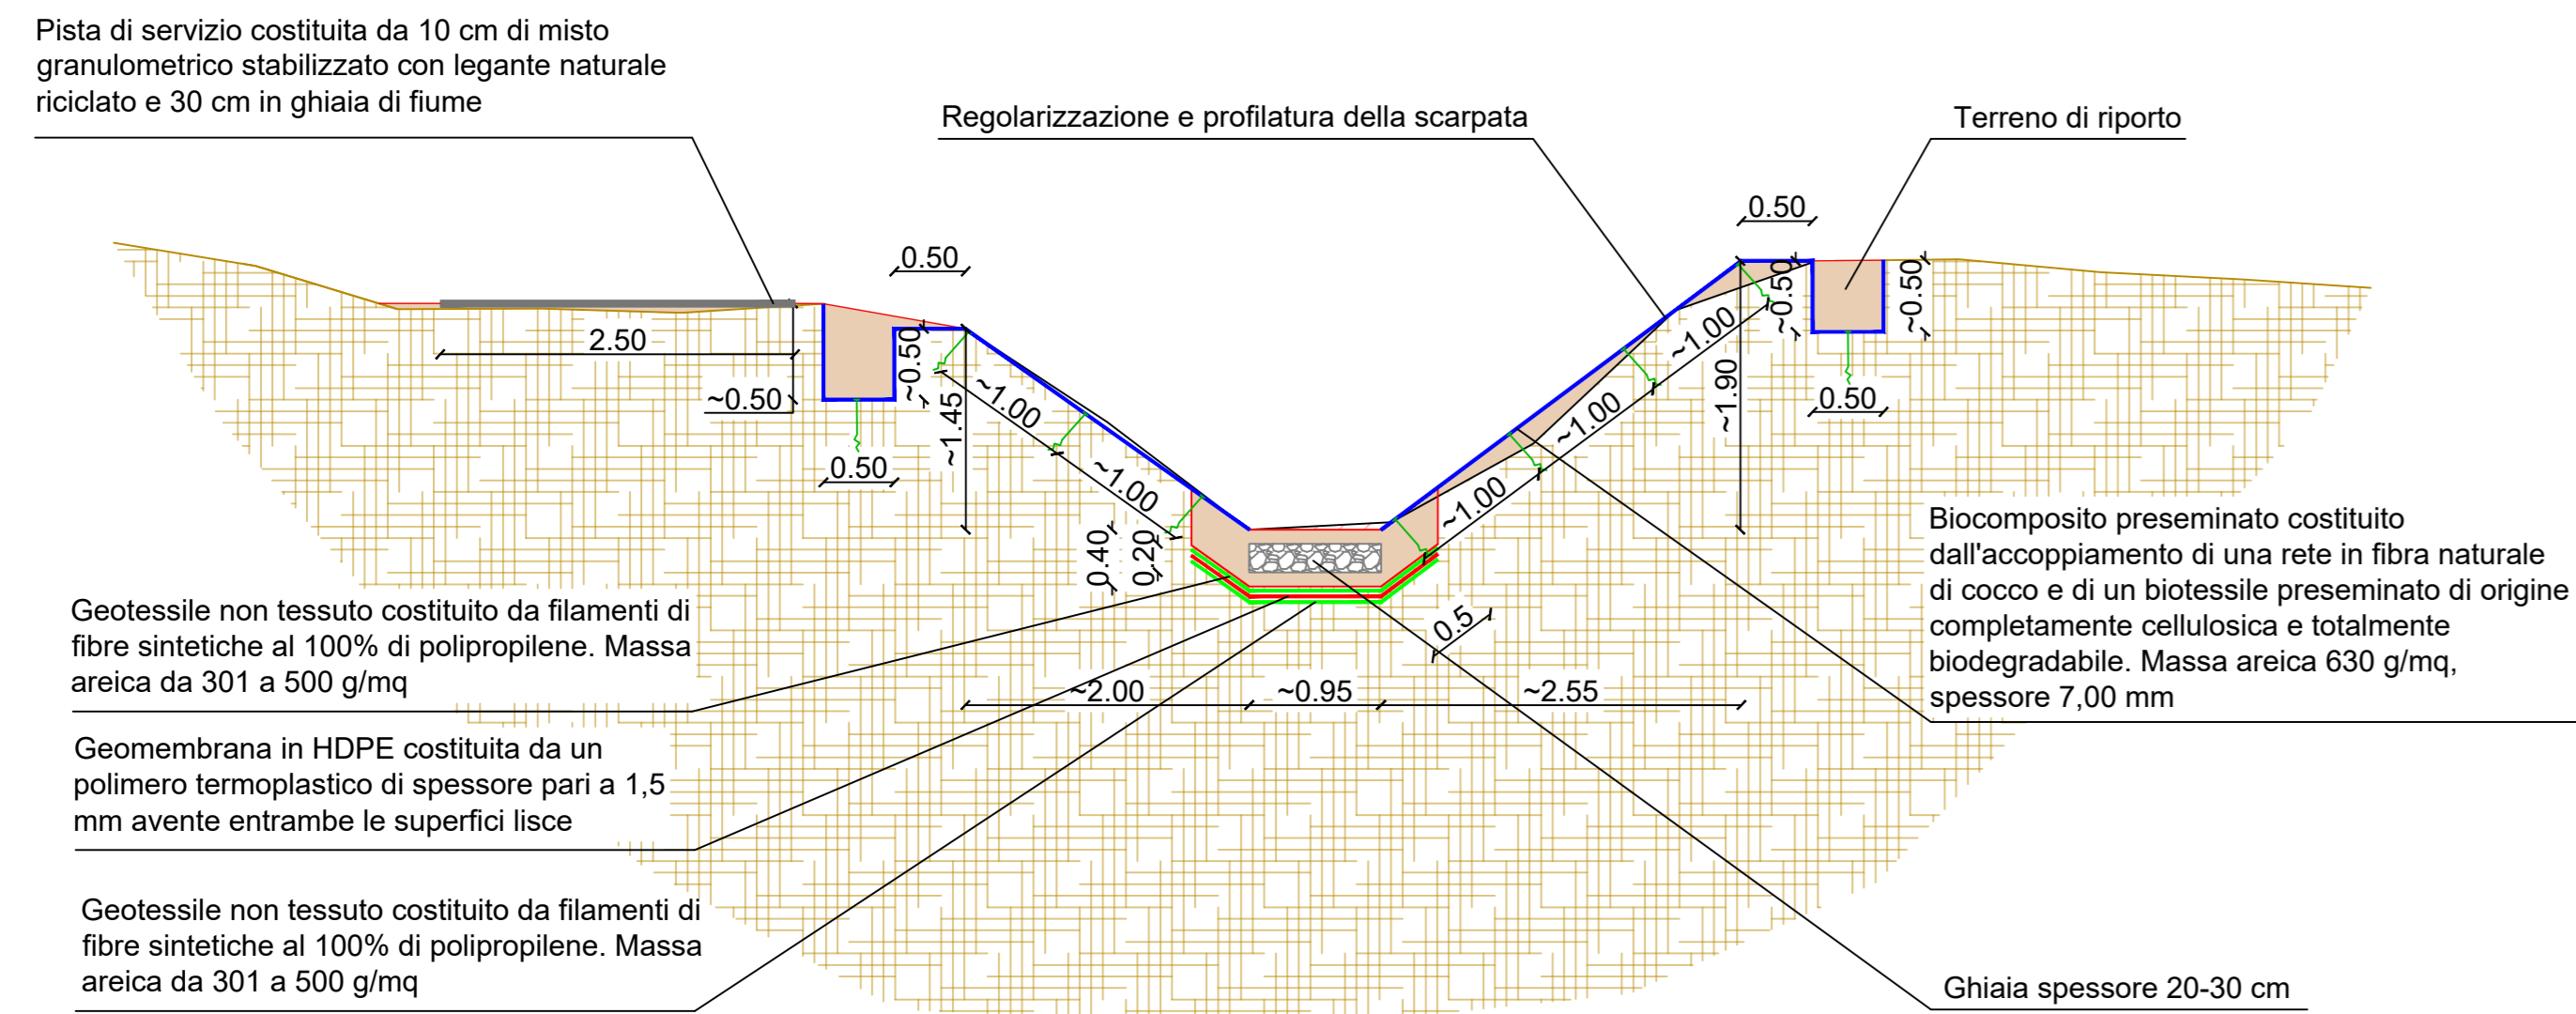 Pista di servizio costituita da 10 cm di misto
granulometrico stabilizzato con legante naturale
riciclato e 30 cm in ghiaia di fiume
Regolarizzazione e profilatura della scarpata
Terreno di riporto
0.50
0.50
2.50
~0.50
~0.50
0.50
~1.45
~1.00
~1.00
0.40
0.20
~1.00
~1.00
~1.00
~1.90
~0.50
~0.50
0.50
0.5
~2.00
~0.95
~2.55
Biocomposito preseminato costituito
dall'accoppiamento di una rete in fibra naturale
di cocco e di un biotessile preseminato di origine
completamente cellulosica e totalmente
biodegradabile. Massa areica 630 g/mq,
spessore 7,00 mm
Geotessile non tessuto costituito da filamenti di
fibre sintetiche al 100% di polipropilene. Massa
areica da 301 a 500 g/mq
Geomembrana in HDPE costituita da un
polimero termoplastico di spessore pari a 1,5
mm avente entrambe le superfici lisce
Geotessile non tessuto costituito da filamenti di
fibre sintetiche al 100% di polipropilene. Massa
areica da 301 a 500 g/mq
Ghiaia spessore 20-30 cm